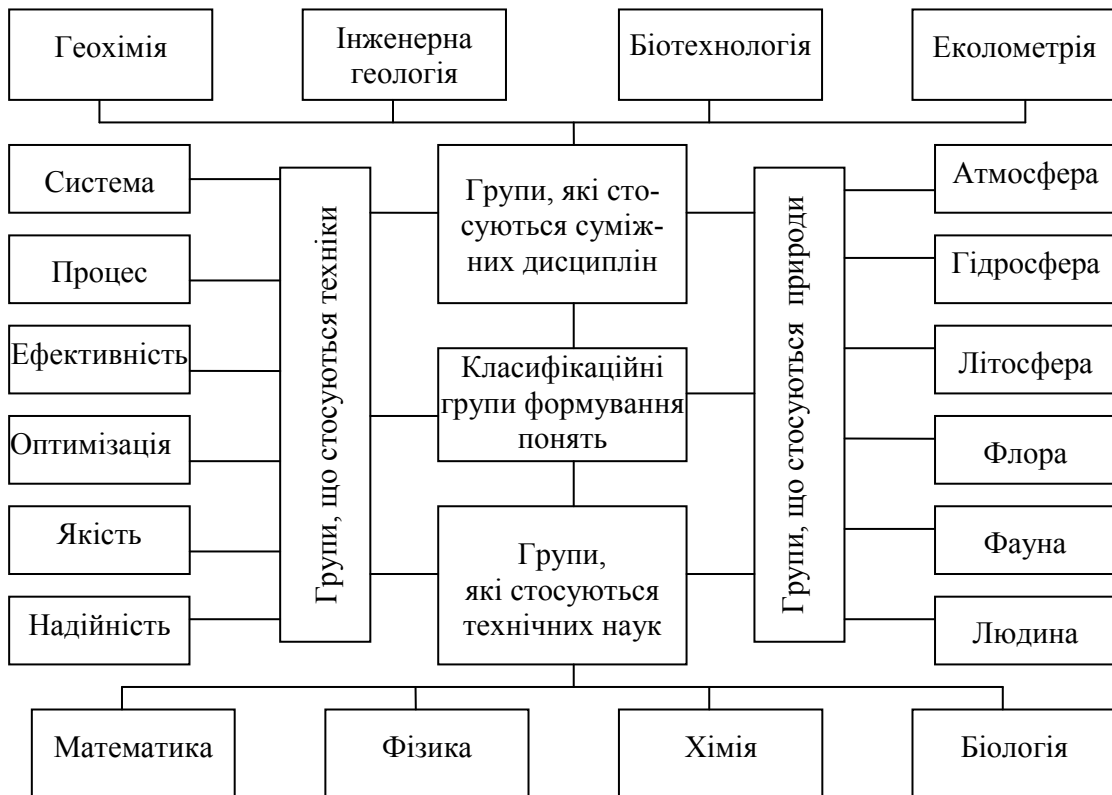 Геохімія
Інженерна
геологія
Біотехнологія
Еколометрія
Система
Процес
Ефективність
Оптимізація
Якість
Надійність
Групи, що стосуються техніки
Групи, які сто-
суються суміж-
них дисциплін
Класифікаційні
групи формування
понять
Групи,
які стосуються
технічних наук
Групи, що стосуються природи
Атмосфера
Гідросфера
Літосфера
Флора
Фауна
Людина
Математика
Фізика
Хімія
Біологія